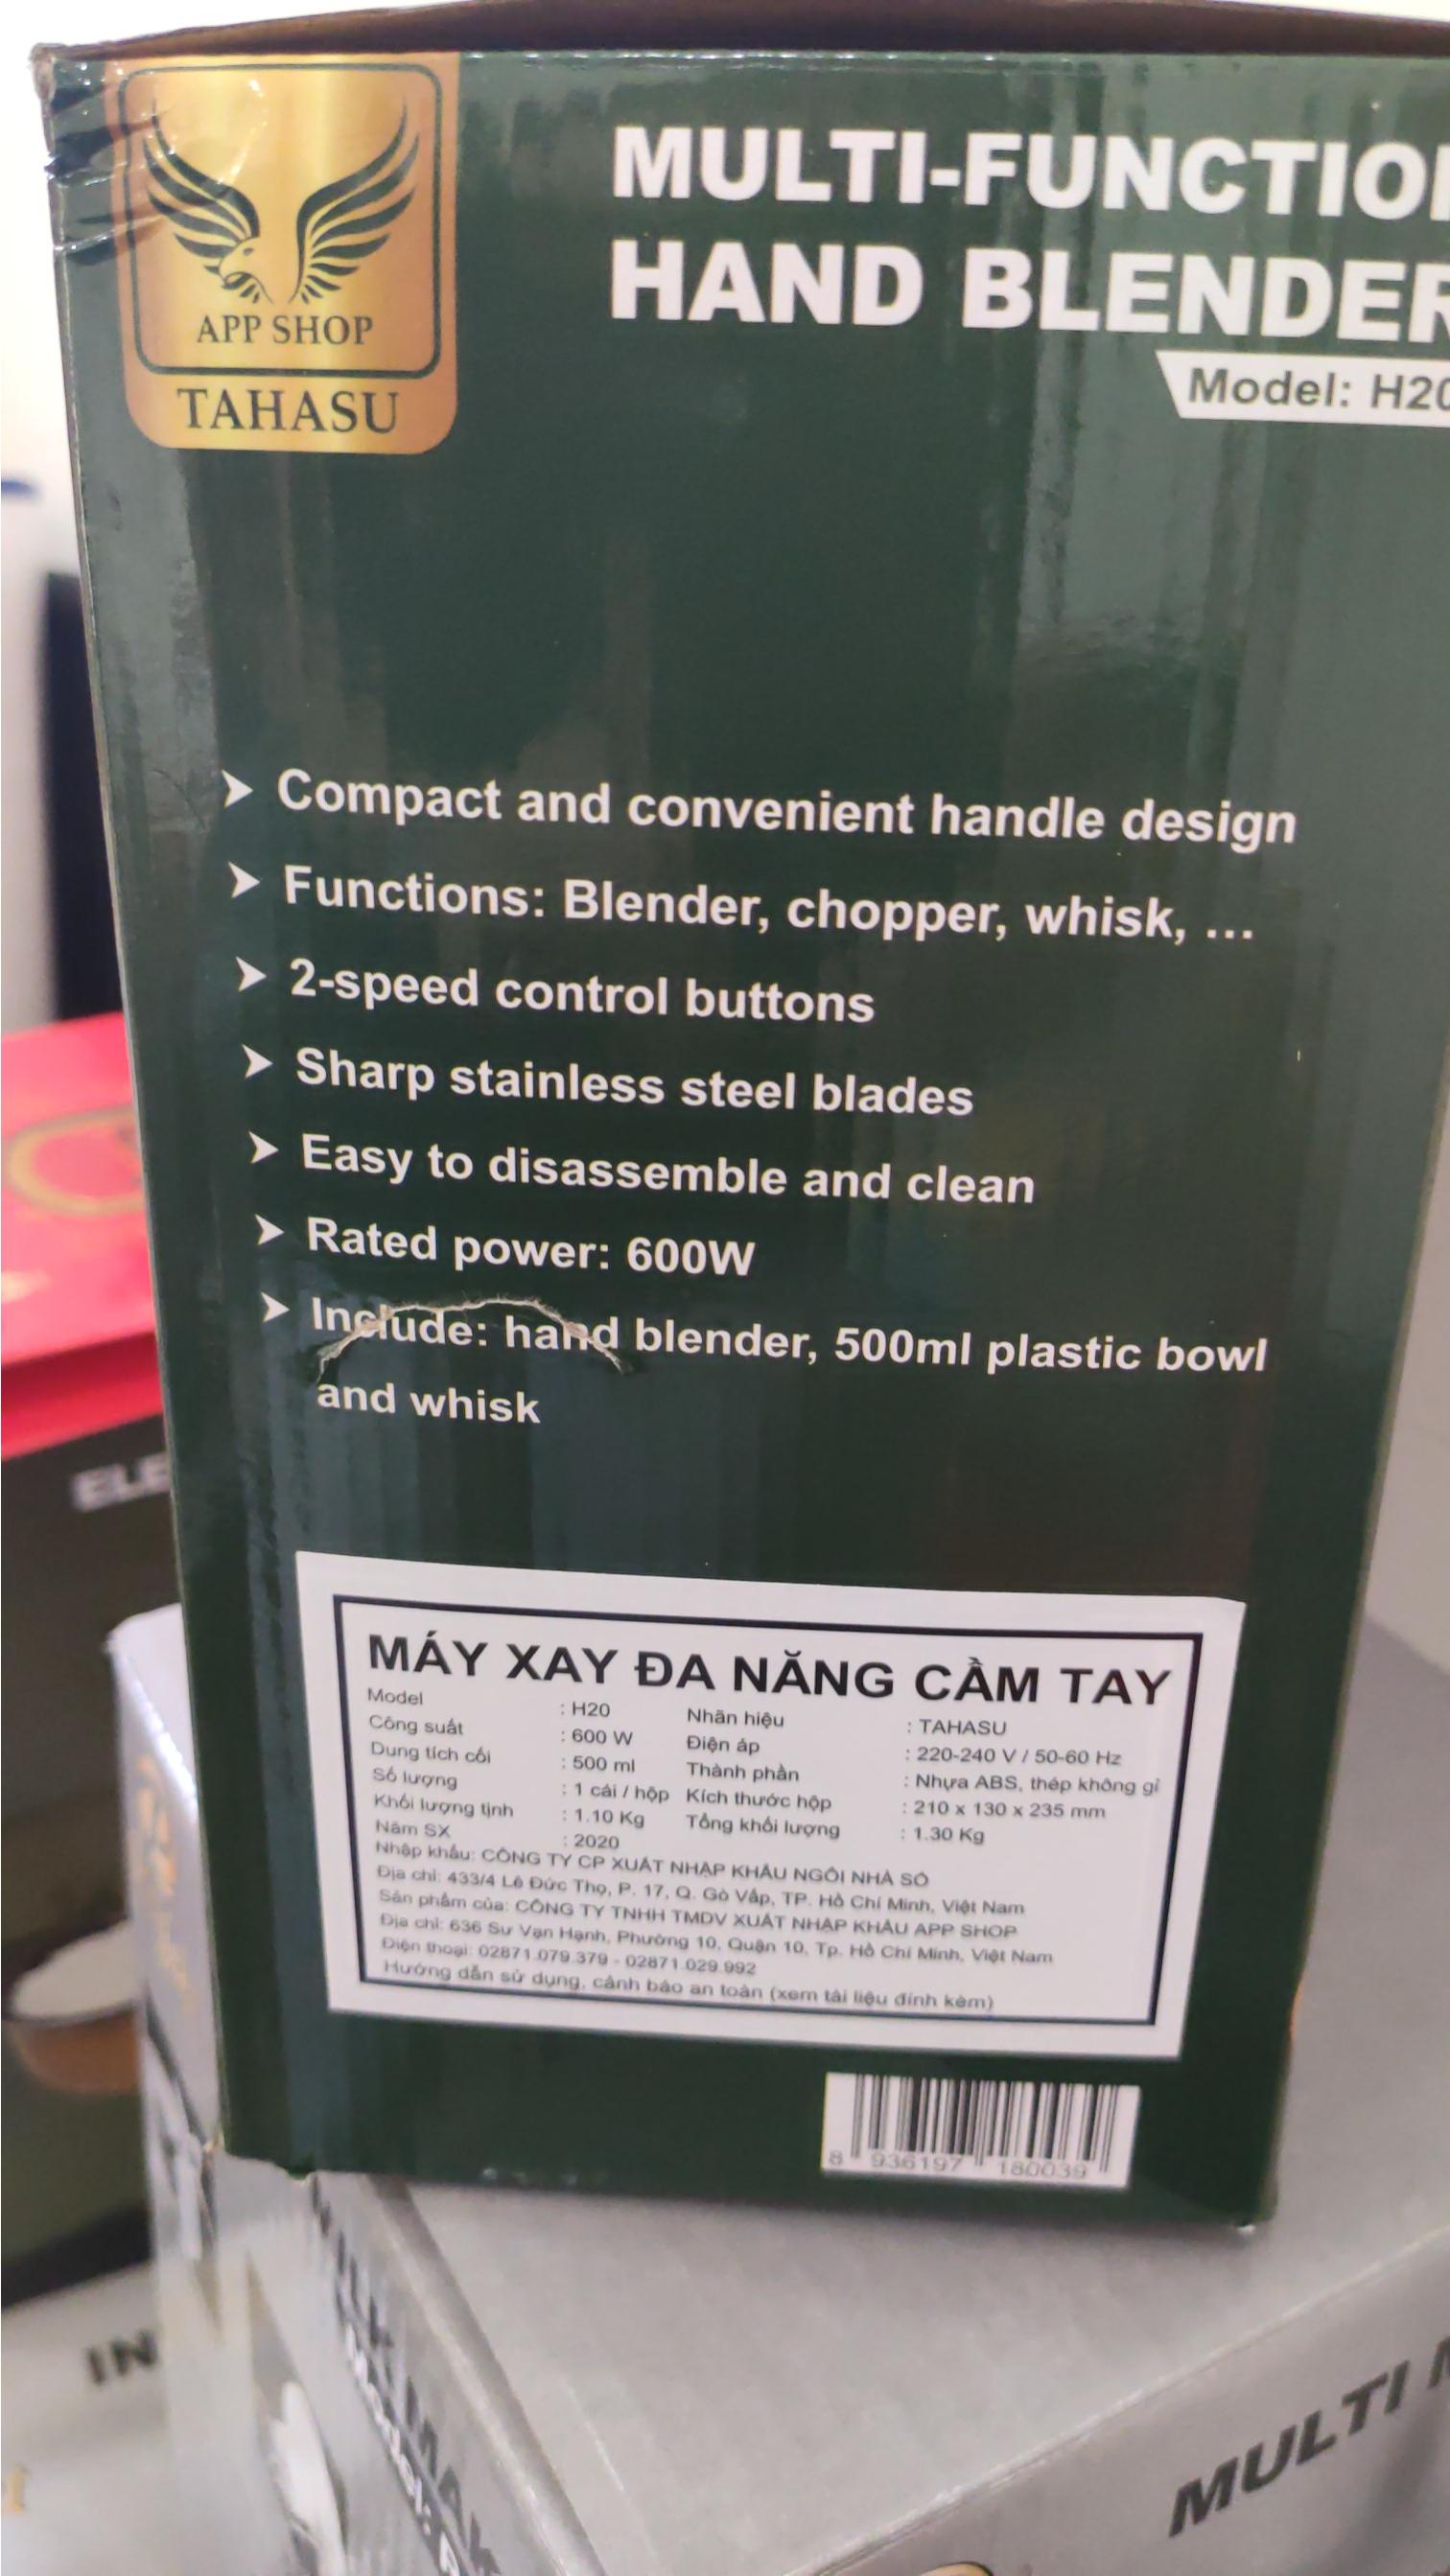 APP SHOP
TAHASU
MULTI-FUNCTION
HAND BLENDER
Model: H20
➤ Compact and convenient handle design
➤ Functions: Blender, chopper, whisk, ...
➤ 2-speed control buttons
➤ Sharp stainless steel blades
➤ Easy to disassemble and clean
➤ Rated power: 600W
➤ Include: hand blender, 500ml plastic bowl
and whisk
MÁY XAY ĐA NĂNG CẦM TAY
Model : H20 Nhãn hiệu : TAHASU
Công suất : 600 W Điện áp : 220-240 V / 50-60 Hz
Dung tích cối : 500 ml Thành phần : Nhựa ABS, thép không gỉ
Số lượng : 1 cái / hộp Kích thước hộp : 210 x 130 x 235 mm
Khối lượng tịnh : 1.10 Kg Tổng khối lượng : 1.30 Kg
Năm SX : 2020
Nhập khẩu: CÔNG TY CP XUẤT NHẬP KHẨU NGÔI NHÀ SỐ
Địa chỉ: 433/4 Lê Đức Thọ, P. 17, Q. Gò Vấp, TP. Hồ Chí Minh, Việt Nam
Sản phẩm của: CÔNG TY TNHH TMDV XUẤT NHẬP KHẨU APP SHOP
Địa chỉ: 636 Sư Vạn Hạnh, Phường 10, Quận 10, Tp. Hồ Chí Minh, Việt Nam
Điện thoại: 02871.079.379 - 02871.029.992
Hướng dẫn sử dụng, cảnh báo an toàn (xem tài liệu đính kèm)
8 936197 180039
ELE
IN
MULTI